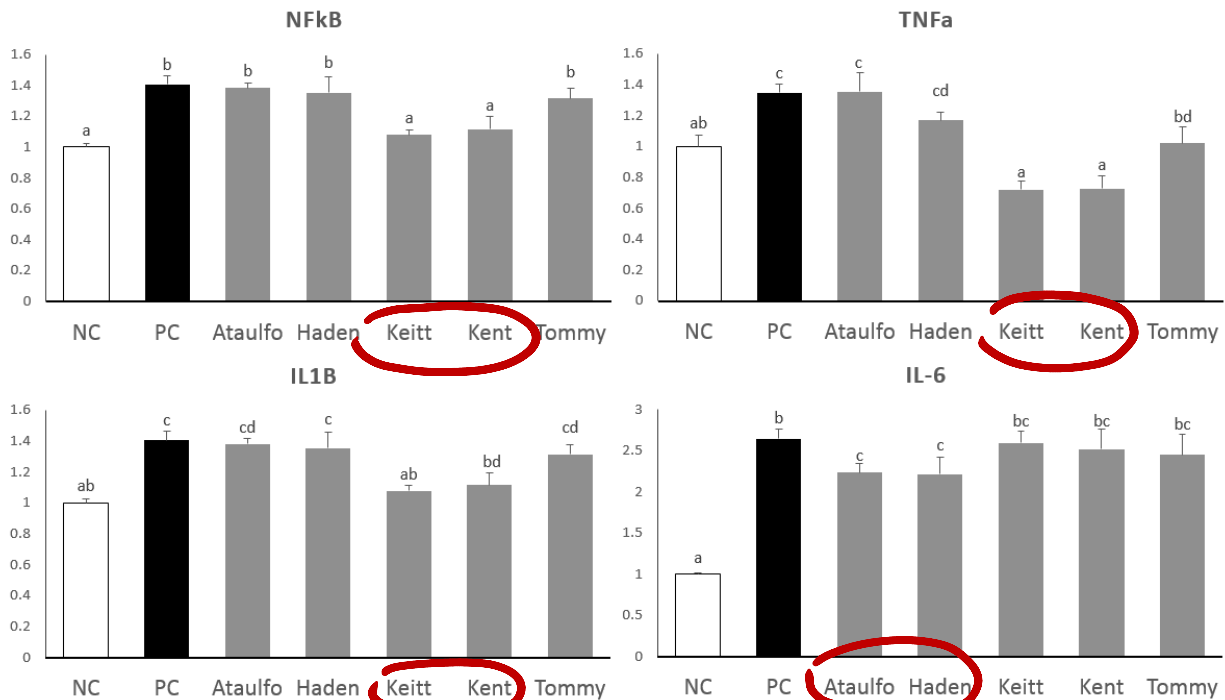 NFkB
1.6
1.4
1.2
1
0.8
0.6
0.4
0.2
0
a
b
b
b
a
a
b
NC PC Ataulfo Haden Keitt Kent Tommy
TNFa
1.6
1.4
1.2
1
0.8
0.6
0.4
0.2
0
ab
c
c
cd
a
a
bd
NC PC Ataulfo Haden Keitt Kent Tommy
IL1B
1.6
1.4
1.2
1
0.8
0.6
0.4
0.2
0
ab
c
cd
c
ab
bd
cd
NC PC Ataulfo Haden Keitt Kent Tommy
IL-6
3
2.5
2
1.5
1
0.5
0
a
b
c
c
bc
bc
bc
NC PC Ataulfo Haden Keitt Kent Tommy